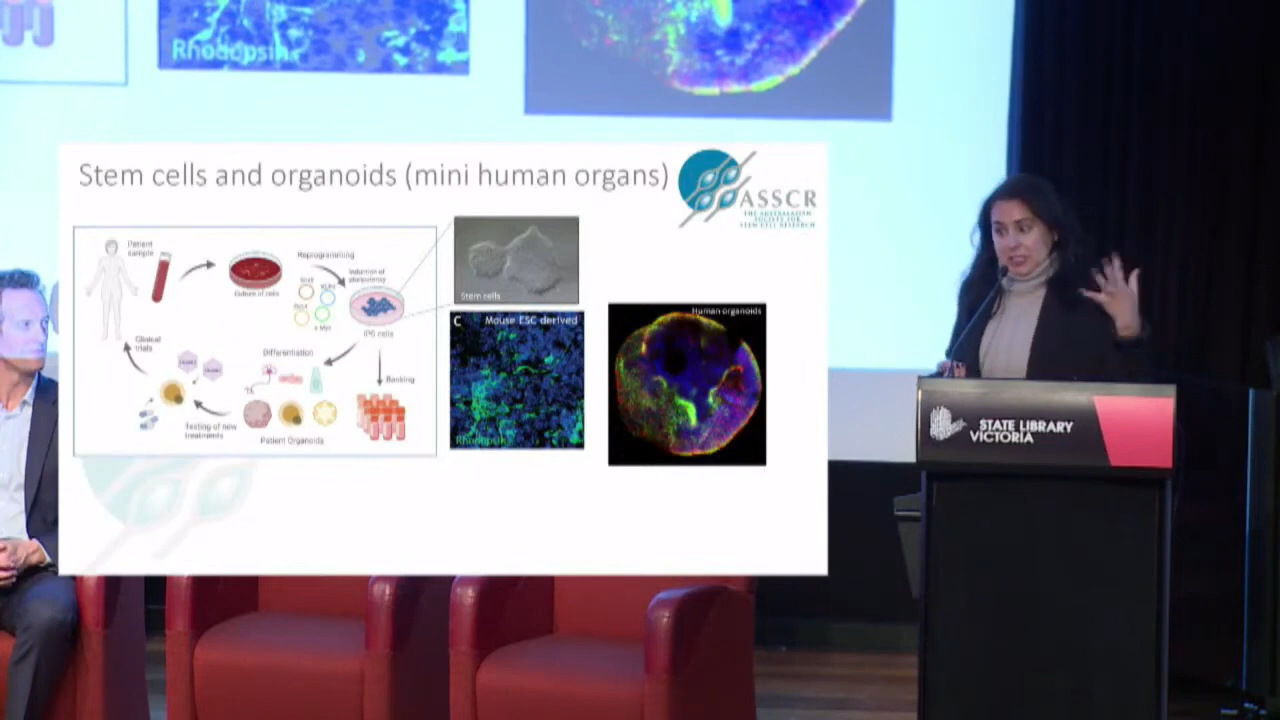 Rhodopsin
Stem cells and organoids (mini human organs)
ASSCR
THE AUSTRALASIAN
SOCIETY FOR
STEM CELL RESEARCH
Patient
sample
Culture of cells
Reprogramming
Induction of
pluripotency
iPS cells
Clinical
trials
Differentiation
Banking
Testing of new
treatments
Patient Organoids
Stem cells
C Mouse ESC derived
Rhodopsin
Human organoids
STATE LIBRARY
VICTORIA